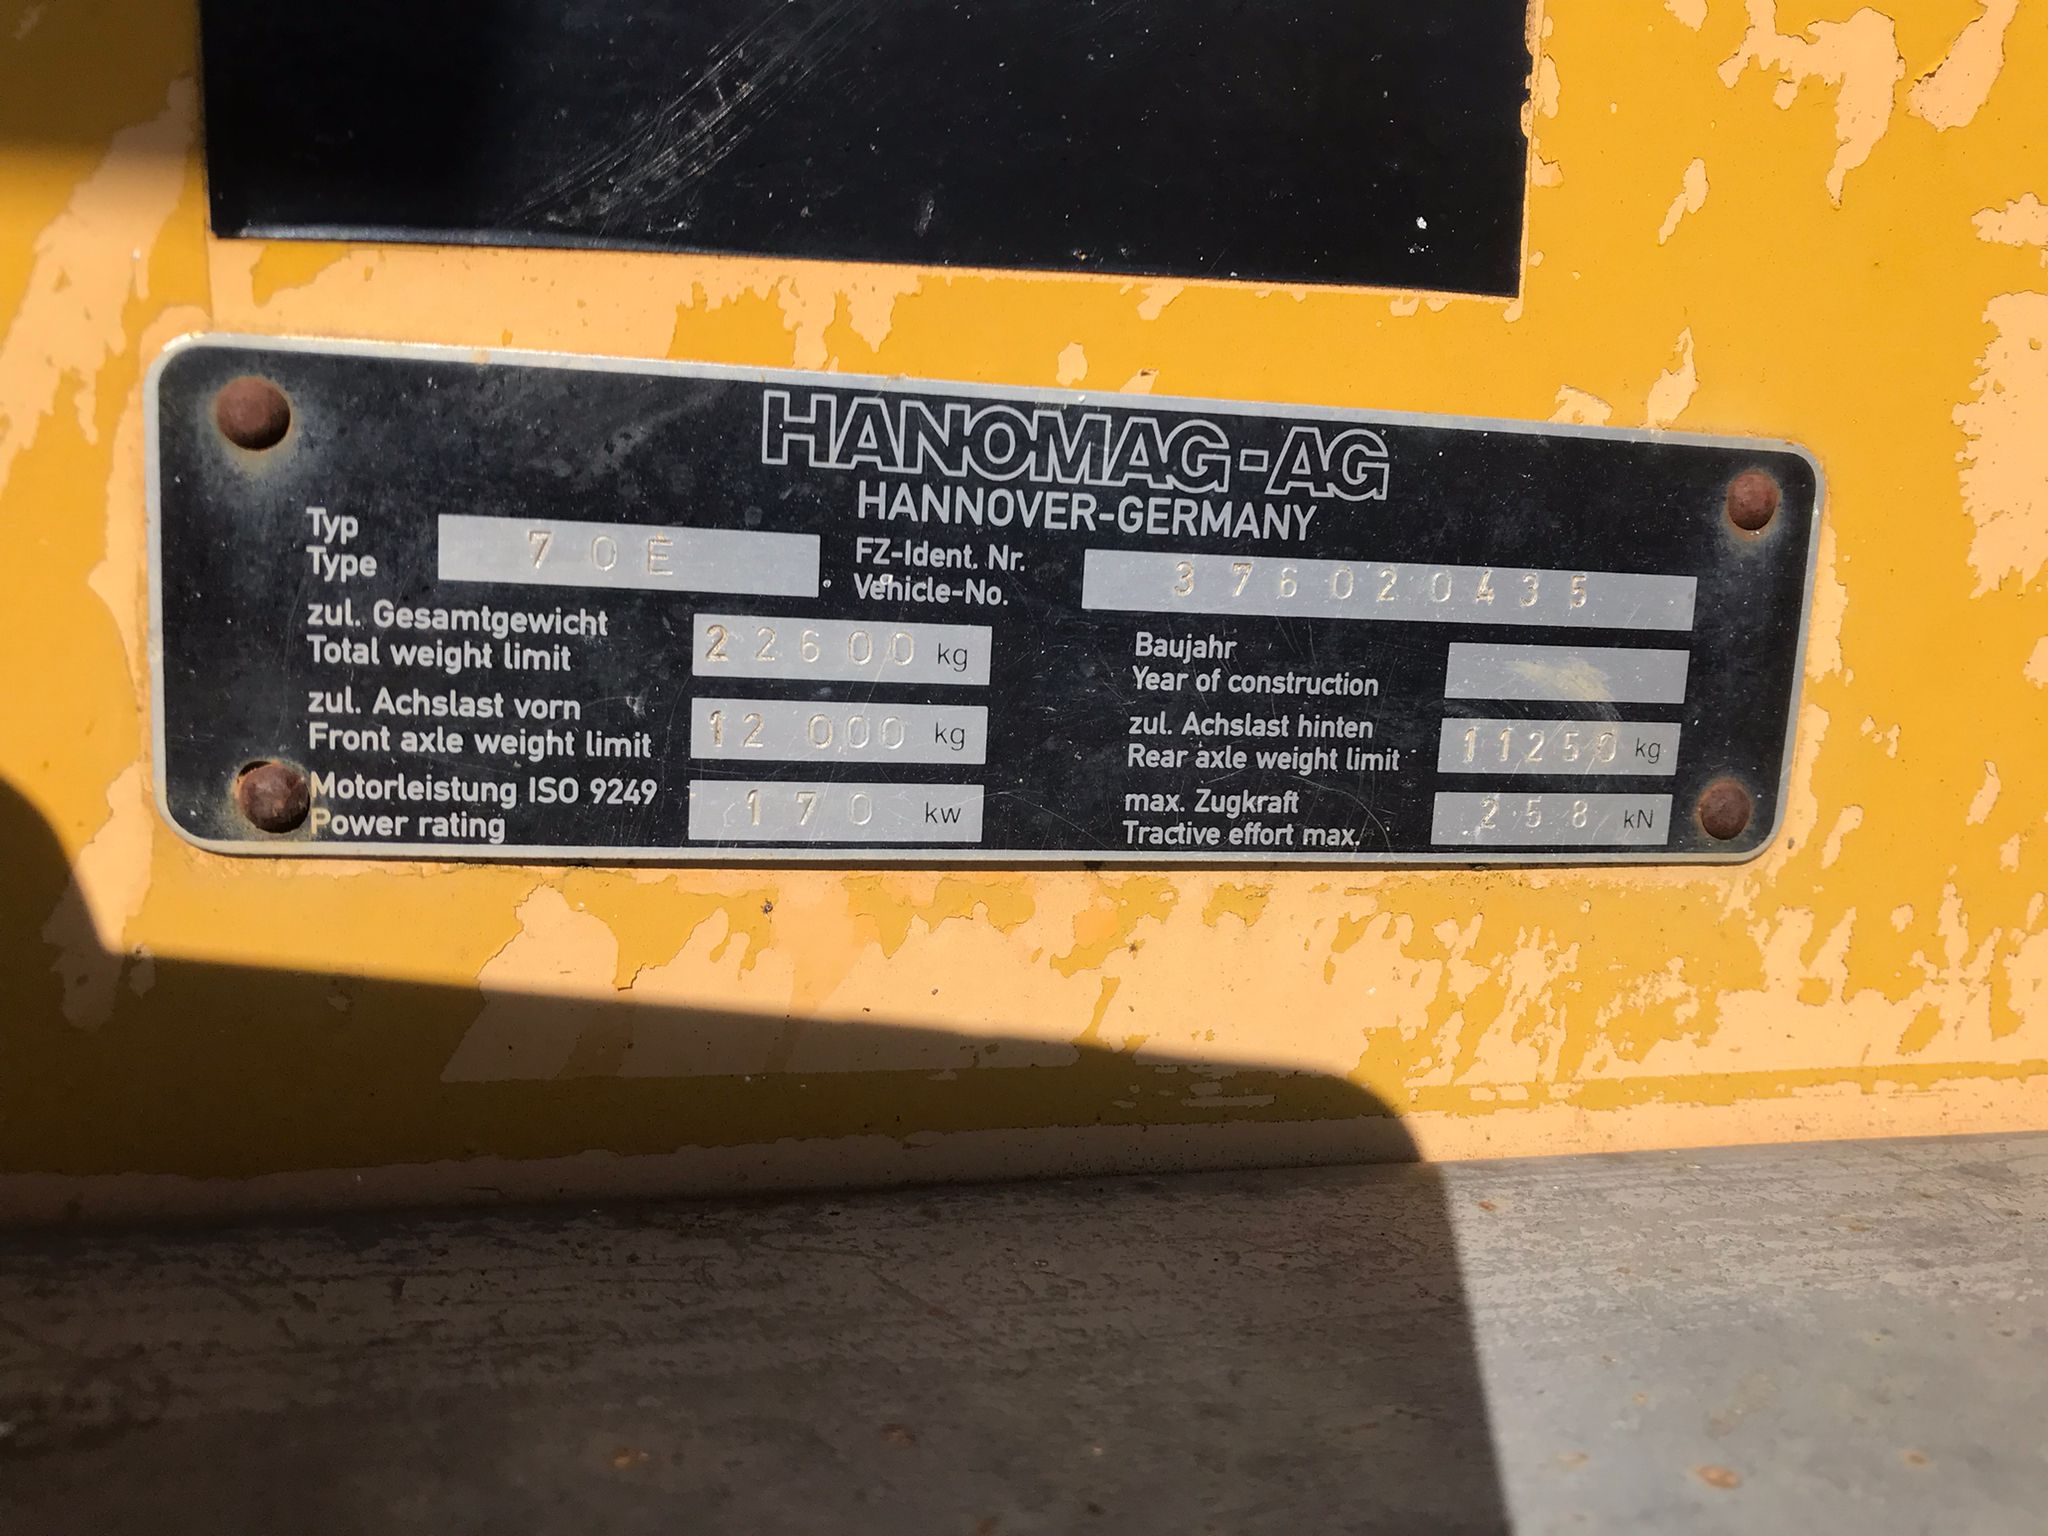 HANOMAG-AG
HANNOVER-GERMANY
Typ
Type
70E
FZ-Ident. Nr.
Vehicle-No.
376020435
zul. Gesamtgewicht
Total weight limit
22600 kg
Baujahr
Year of construction
zul. Achslast vorn
Front axle weight limit
12 000 kg
zul. Achslast hinten
Rear axle weight limit
11250 kg
Motorleistung ISO 9249
Power rating
170 kw
max. Zugkraft
Tractive effort max.
258 kN